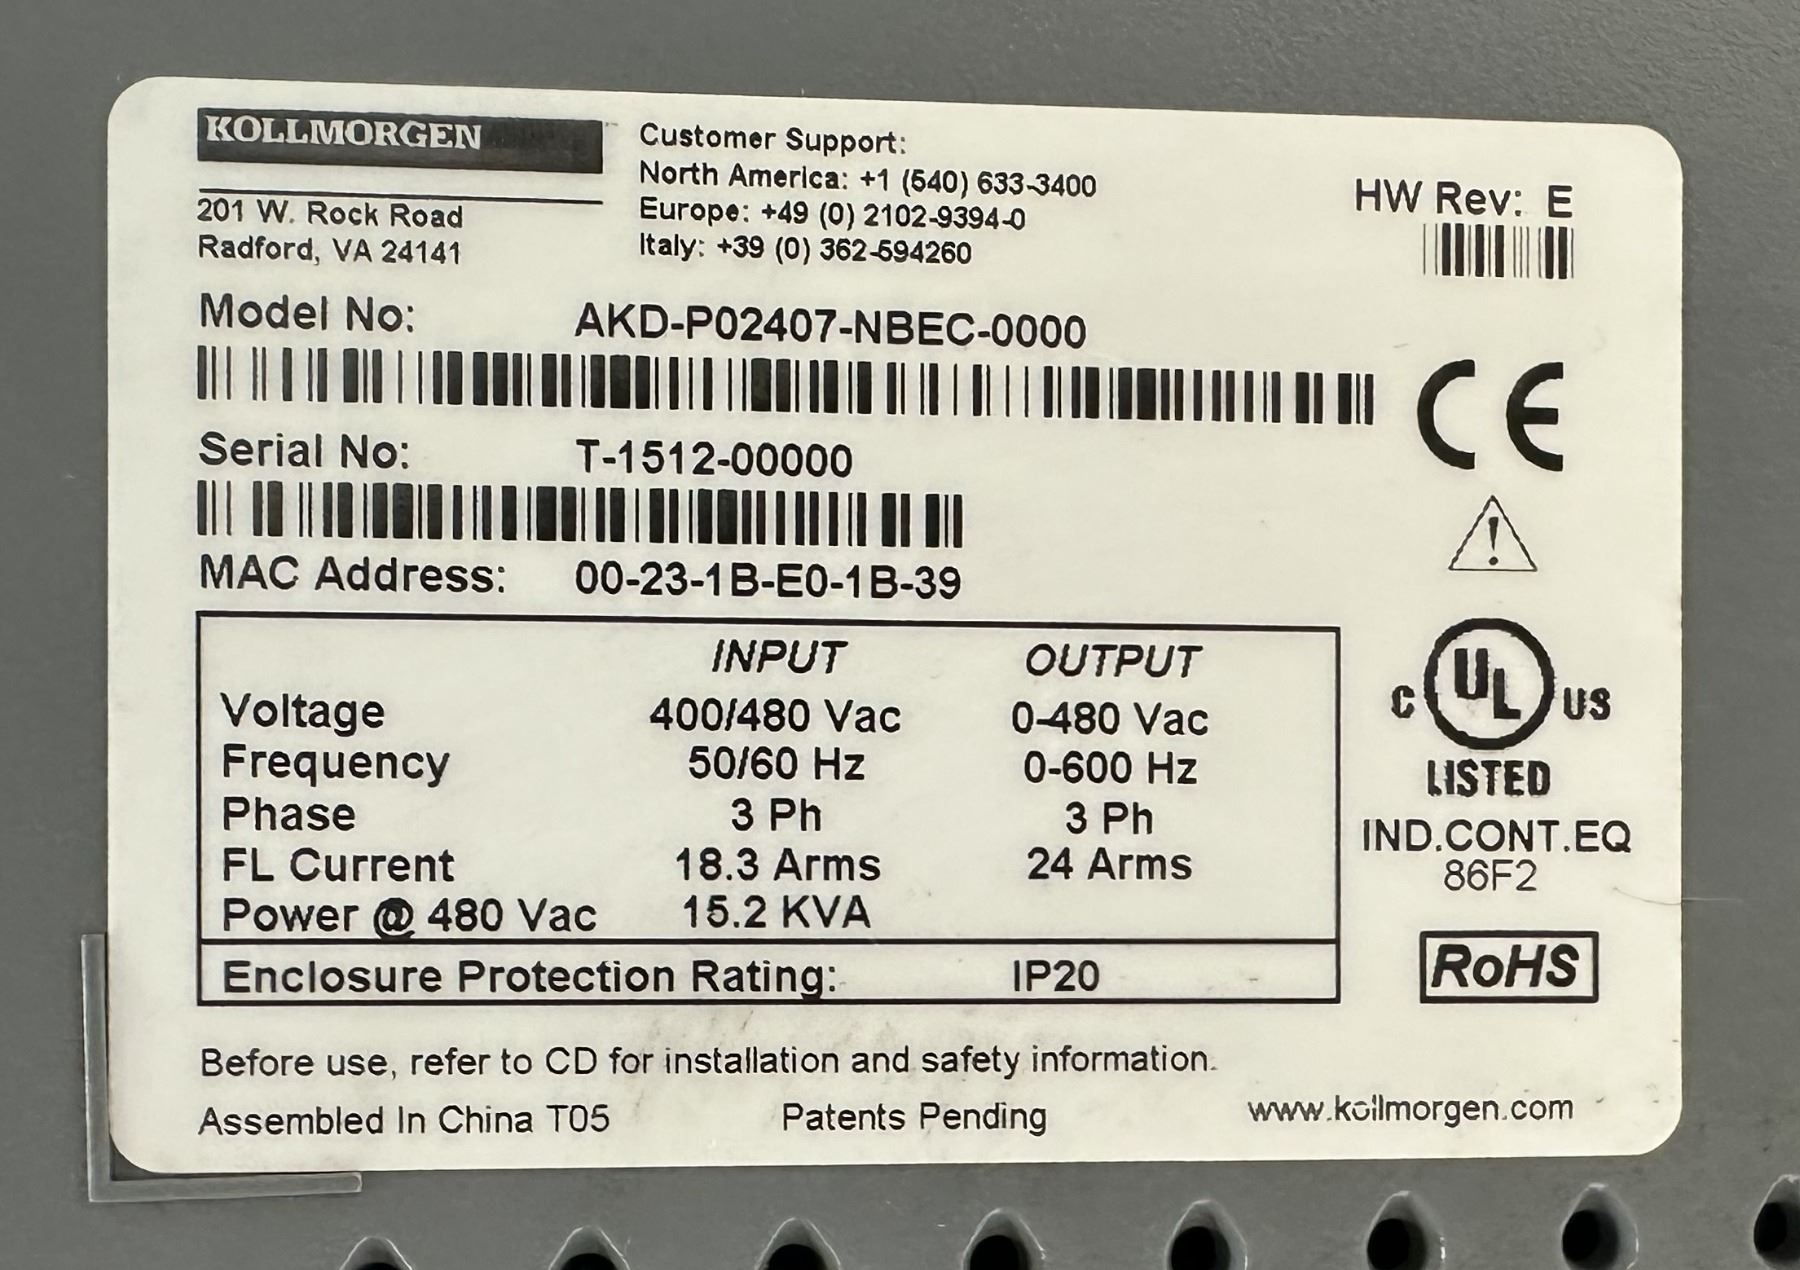 KOLLMORGEN
201 W. Rock Road
Radford, VA 24141
Customer Support:
North America: +1 (540) 633-3400
Europe: +49 (0) 2102-9394-0
Italy: +39 (0) 362-594260
HW Rev: E
Model No: AKD-P02407-NBEC-0000
Serial No: T-1512-00000
MAC Address: 00-23-1B-E0-1B-39
CE
INPUT OUTPUT
Voltage 400/480 Vac 0-480 Vac
Frequency 50/60 Hz 0-600 Hz
Phase 3 Ph 3 Ph
FL Current 18.3 Arms 24 Arms
Power @ 480 Vac 15.2 KVA
Enclosure Protection Rating: IP20
C UL US
LISTED
IND.CONT.EQ
86F2
RoHS
Before use, refer to CD for installation and safety information.
Assembled In China T05 Patents Pending www.kollmorgen.com